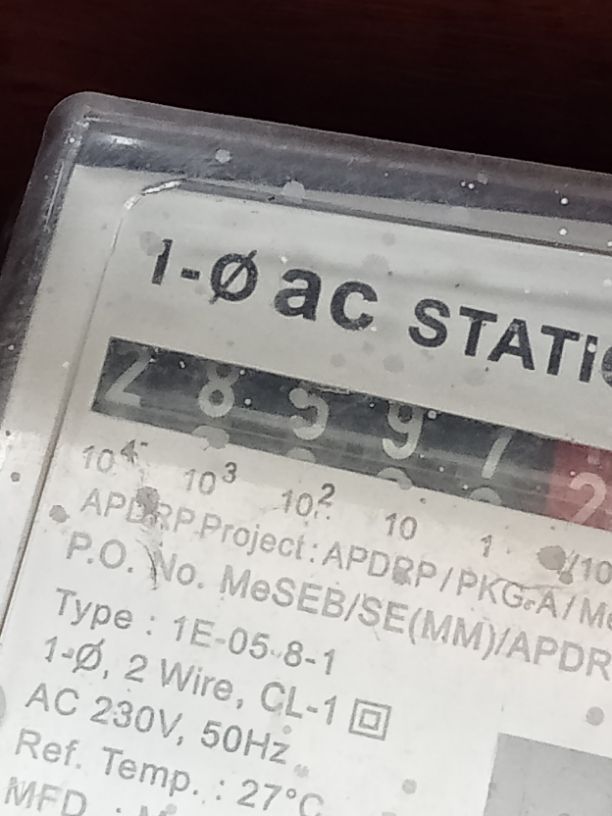 1-Ø ac STATI
2 8 5 9 7 2
10⁴ 10³ 10² 10 1 1/10
APDRP Project : APDRP/PKG-A/Me
P.O. No. MeSEB/SE(MM)/APDR
Type : 1E-05-8-1
1-Ø, 2 Wire, CL-1
AC 230V, 50Hz
Ref. Temp. : 27°C
MFD :